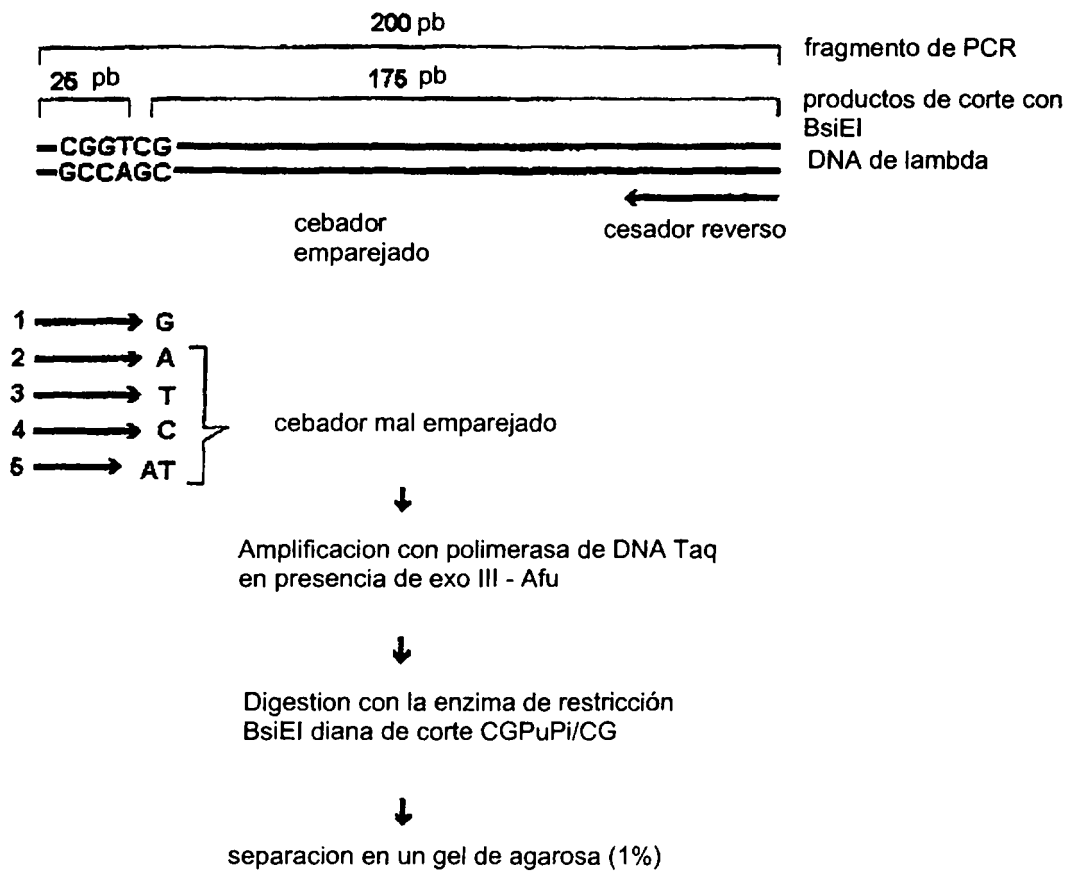 200 pb
fragmento de PCR
25 pb
175 pb
productos de corte con
BsiEI
CGGTCG
GCCAGC
DNA de lambda
cebador
emparejado
cesador reverso
1 G
2 A
3 T
4 C
5 AT
cebador mal emparejado
Amplificacion con polimerasa de DNA Taq
en presencia de exo III - Afu
Digestion con la enzima de restricción
BsiEI diana de corte CGPuPi/CG
separacion en un gel de agarosa (1%)